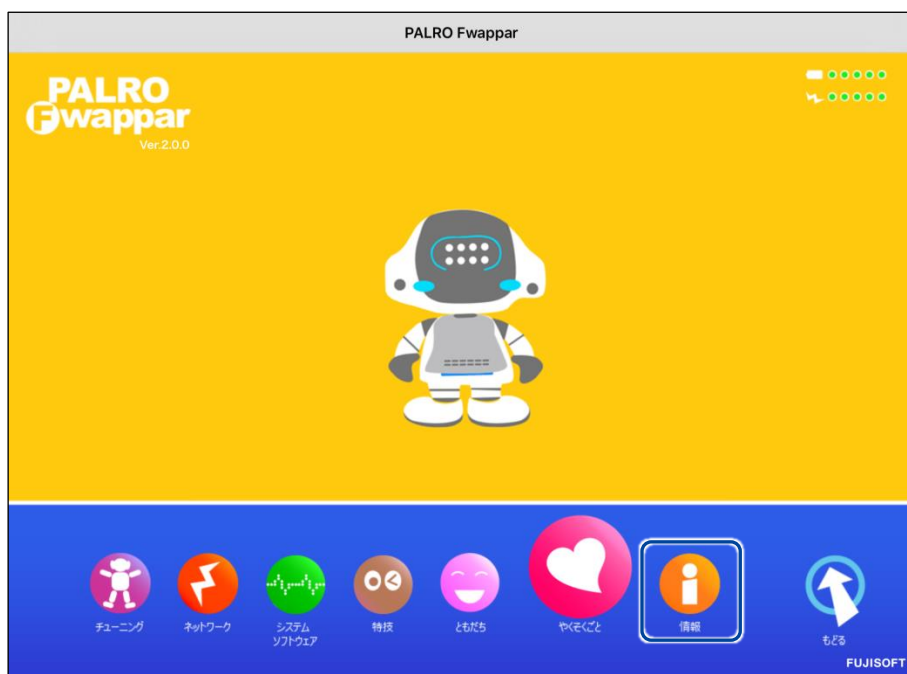 PALRO Fwappar
PALRO
Fwappar
Ver.2.0.0
チューニング
ネットワーク
システム
ソフトウェア
特技
ともだち
やくそくごと
情報
もどる
FUJISOFT